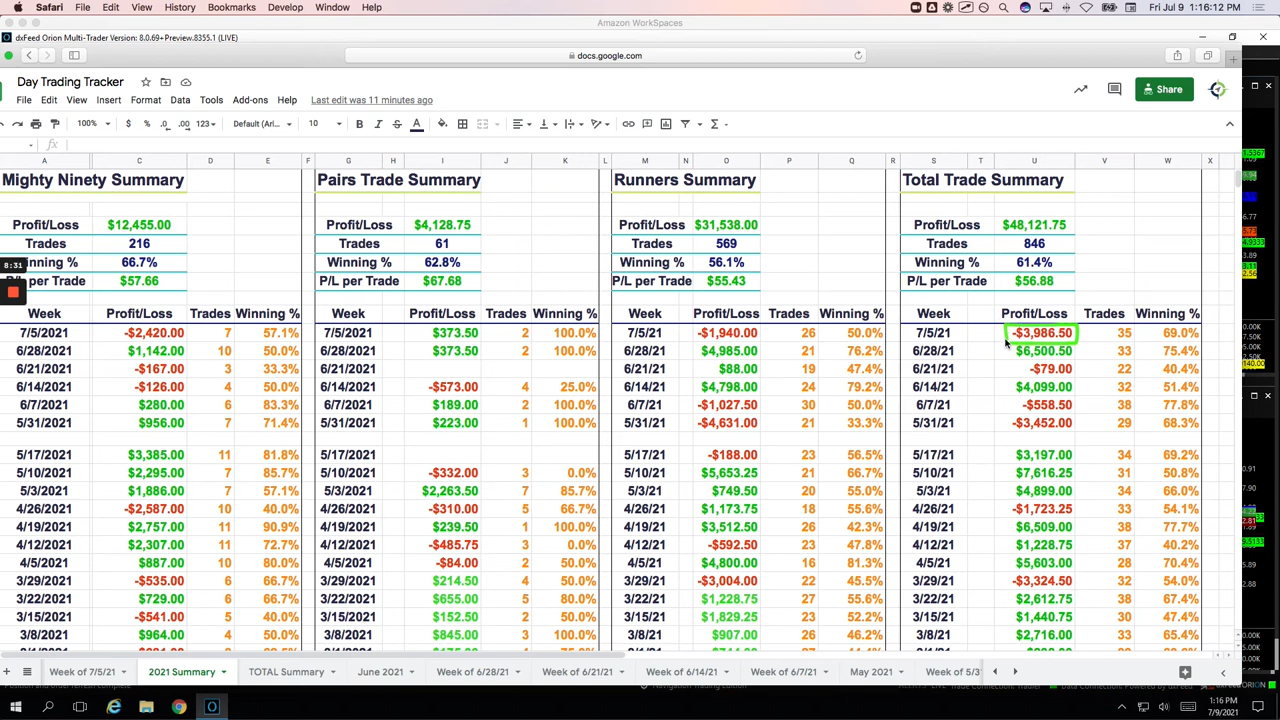 Safari File Edit View History Bookmarks Develop Window Help Fri Jul 9 1:16:12 PM
Amazon WorkSpaces
dxFeed Orion Multi-Trader Version: 8.0.69+Preview.8355.1 (LIVE)
docs.google.com
Day Trading Tracker
File Edit View Insert Format Data Tools Add-ons Help Last edit was 11 minutes ago
Share
100% $ % .0 .00 123 Default (Ari... 10 B I S A
fx
A C D E F G H I J K L M N O P Q R S T U V W X
Mighty Ninety Summary Pairs Trade Summary Runners Summary Total Trade Summary
Profit/Loss $12,455.00 Profit/Loss $4,128.75 Profit/Loss $31,538.00 Profit/Loss $48,121.75
Trades 216 Trades 61 Trades 569 Trades 846
8:31 inning % 66.7% Winning % 62.8% Winning % 56.1% Winning % 61.4%
per Trade $57.66 P/L per Trade $67.68 P/L per Trade $55.43 P/L per Trade $56.88
Week Profit/Loss Trades Winning % Week Profit/Loss Trades Winning % Week Profit/Loss Trades Winning % Week Profit/Loss Trades Winning %
7/5/2021 -$2,420.00 7 57.1% 7/5/2021 $373.50 2 100.0% 7/5/21 -$1,940.00 26 50.0% 7/5/21 -$3,986.50 35 69.0%
6/28/2021 $1,142.00 10 50.0% 6/28/2021 $373.50 2 100.0% 6/28/21 $4,985.00 21 76.2% 6/28/21 $6,500.50 33 75.4%
6/21/2021 -$167.00 3 33.3% 6/21/2021 6/21/21 $88.00 19 47.4% 6/21/21 -$79.00 22 40.4%
6/14/2021 -$126.00 4 50.0% 6/14/2021 -$573.00 4 25.0% 6/14/21 $4,798.00 24 79.2% 6/14/21 $4,099.00 32 51.4%
6/7/2021 $280.00 6 83.3% 6/7/2021 $189.00 2 100.0% 6/7/21 -$1,027.50 30 50.0% 6/7/21 -$558.50 38 77.8%
5/31/2021 $956.00 7 71.4% 5/31/2021 $223.00 1 100.0% 5/31/21 -$4,631.00 21 33.3% 5/31/21 -$3,452.00 29 68.3%
5/17/2021 $3,385.00 11 81.8% 5/17/2021 5/17/21 -$188.00 23 56.5% 5/17/21 $3,197.00 34 69.2%
5/10/2021 $2,295.00 7 85.7% 5/10/2021 -$332.00 3 0.0% 5/10/21 $5,653.25 21 66.7% 5/10/21 $7,616.25 31 50.8%
5/3/2021 $1,886.00 7 57.1% 5/3/2021 $2,263.50 7 85.7% 5/3/21 $749.50 20 55.0% 5/3/21 $4,899.00 34 66.0%
4/26/2021 -$2,587.00 10 40.0% 4/26/2021 -$310.00 5 66.7% 4/26/21 $1,173.75 18 55.6% 4/26/21 -$1,723.25 33 54.1%
4/19/2021 $2,757.00 11 90.9% 4/19/2021 $239.50 1 100.0% 4/19/21 $3,512.50 26 42.3% 4/19/21 $6,509.00 38 77.7%
4/12/2021 $2,307.00 11 72.7% 4/12/2021 -$485.75 3 0.0% 4/12/21 -$592.50 23 47.8% 4/12/21 $1,228.75 37 40.2%
4/5/2021 $887.00 10 80.0% 4/5/2021 -$84.00 2 50.0% 4/5/21 $4,800.00 16 81.3% 4/5/21 $5,603.00 28 70.4%
3/29/2021 -$535.00 6 66.7% 3/29/2021 $214.50 4 50.0% 3/29/21 -$3,004.00 22 45.5% 3/29/21 -$3,324.50 32 54.0%
3/22/2021 $729.00 6 66.7% 3/22/2021 $655.00 5 80.0% 3/22/21 $1,228.75 27 55.6% 3/22/21 $2,612.75 38 67.4%
3/15/2021 -$541.00 5 40.0% 3/15/2021 $152.50 2 50.0% 3/15/21 $1,829.25 23 52.2% 3/15/21 $1,440.75 30 47.4%
3/8/2021 $964.00 4 50.0% 3/8/2021 $845.00 3 100.0% 3/8/21 $907.00 26 46.2% 3/8/21 $2,716.00 33 65.4%
Week of 7/5/21 2021 Summary TOTAL Summary June 2021 Week of 6/28/21 Week of 6/21/21 Week of 6/14/21 Week of 6/7/21 May 2021 Week of 5/3
1:16 PM
7/9/2021